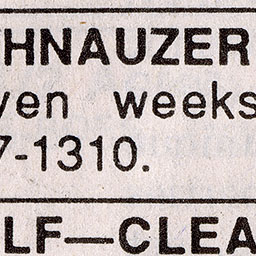 HNAUZER
ven weeks
7-1310.
LF—CLEA